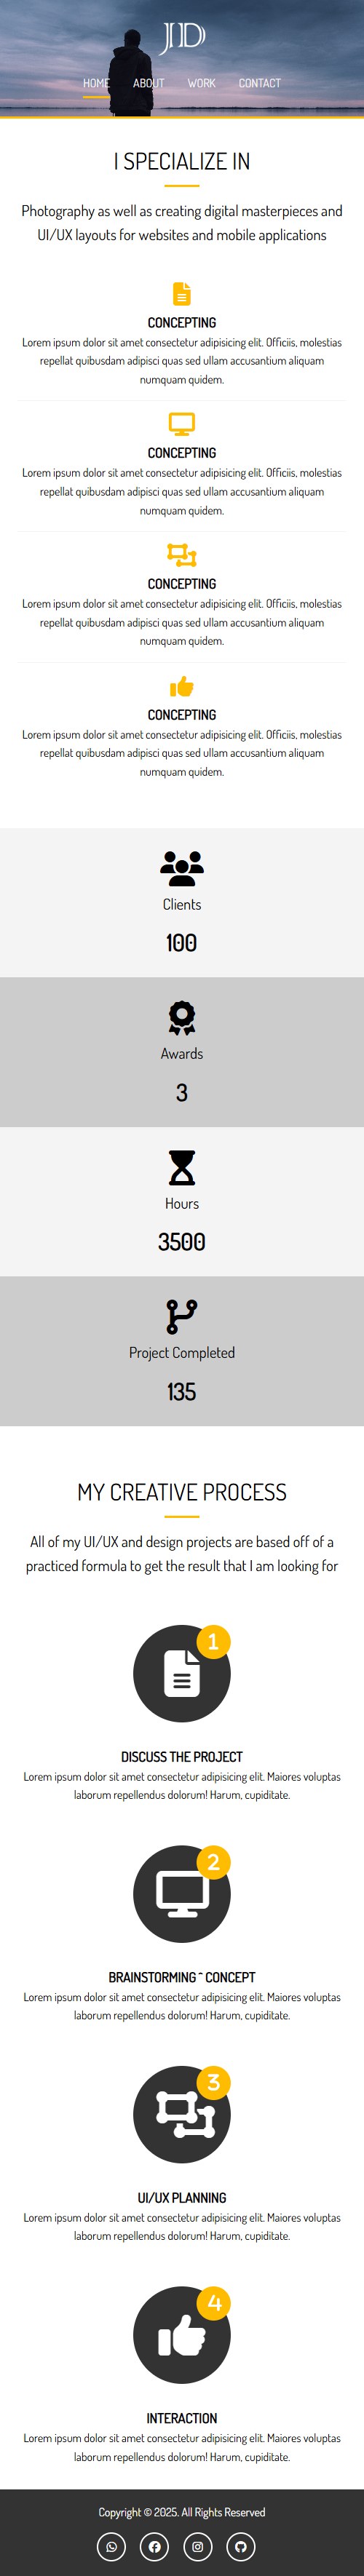 JD
HOME ABOUT WORK CONTACT
I SPECIALIZE IN
Photography as well as creating digital masterpieces and
UI/UX layouts for websites and mobile applications
CONCEPTING
Lorem ipsum dolor sit amet consectetur adipisicing elit. Officiis, molestias
repellat quibusdam adipisci quas sed ullam accusantium aliquam
numquam quidem.
CONCEPTING
Lorem ipsum dolor sit amet consectetur adipisicing elit. Officiis, molestias
repellat quibusdam adipisci quas sed ullam accusantium aliquam
numquam quidem.
CONCEPTING
Lorem ipsum dolor sit amet consectetur adipisicing elit. Officiis, molestias
repellat quibusdam adipisci quas sed ullam accusantium aliquam
numquam quidem.
CONCEPTING
Lorem ipsum dolor sit amet consectetur adipisicing elit. Officiis, molestias
repellat quibusdam adipisci quas sed ullam accusantium aliquam
numquam quidem.
Clients
100
Awards
3
Hours
3500
Project Completed
135
MY CREATIVE PROCESS
All of my UI/UX and design projects are based off of a
practiced formula to get the result that I am looking for
1
DISCUSS THE PROJECT
Lorem ipsum dolor sit amet consectetur adipisicing elit. Maiores voluptas
laborum repellendus dolorum! Harum, cupiditate.
2
BRAINSTORMING ^ CONCEPT
Lorem ipsum dolor sit amet consectetur adipisicing elit. Maiores voluptas
laborum repellendus dolorum! Harum, cupiditate.
3
UI/UX PLANNING
Lorem ipsum dolor sit amet consectetur adipisicing elit. Maiores voluptas
laborum repellendus dolorum! Harum, cupiditate.
4
INTERACTION
Lorem ipsum dolor sit amet consectetur adipisicing elit. Maiores voluptas
laborum repellendus dolorum! Harum, cupiditate.
Copyright © 2025. All Rights Reserved